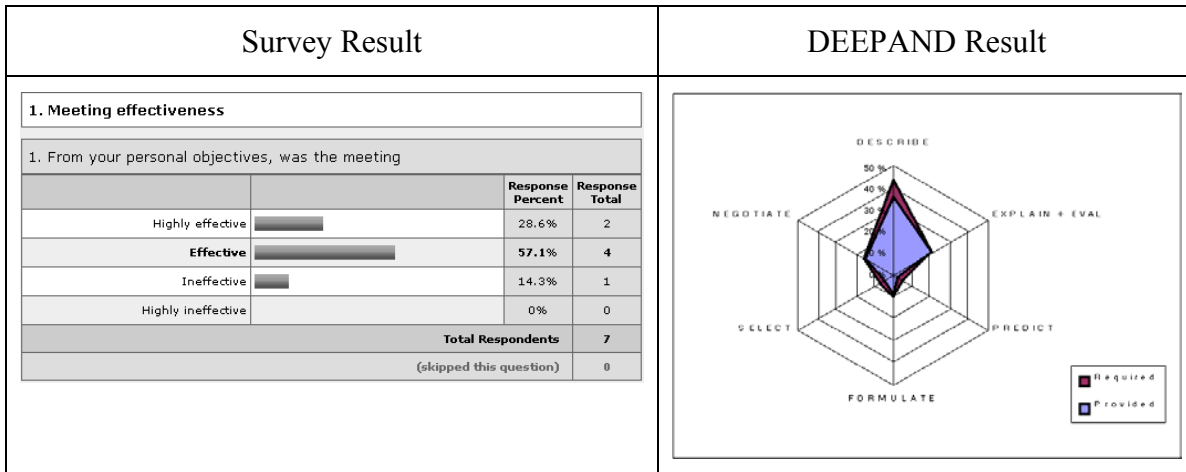 Survey Result
DEEPAND Result
1. Meeting effectiveness
1. From your personal objectives, was the meeting
Response Percent
Response Total
Highly effective 28.6% 2
Effective 57.1% 4
Ineffective 14.3% 1
Highly ineffective 0% 0
Total Respondents 7
(skipped this question) 0
DESCRIBE
50 %
40 %
30 %
20 %
NEGOTIATE
EXPLAIN + EVAL
SELECT
PREDICT
FORMULATE
Required
Provided